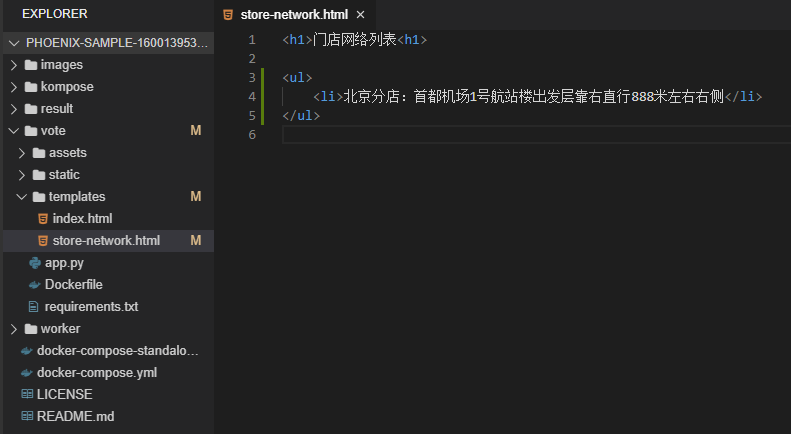 EXPLORER
PHOENIX-SAMPLE-160013953...
images
kompose
result
vote M
assets
static
templates M
index.html
store-network.html M
app.py
Dockerfile
requirements.txt
worker
docker-compose-standalo...
docker-compose.yml
LICENSE
README.md
store-network.html ×
1 <h1>门店网络列表<h1>
2
3 <ul>
4 <li>北京分店：首都机场1号航站楼出发层靠右直行888米左右右侧</li>
5 </ul>
6